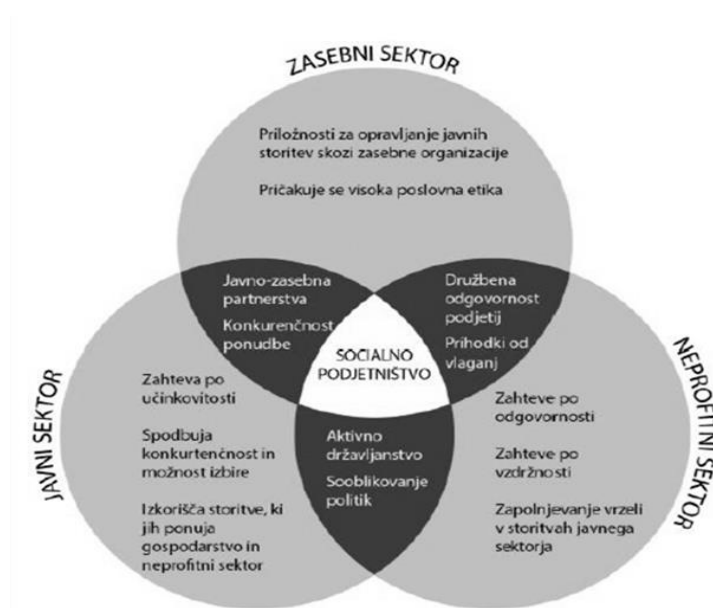 ZASEBNI SEKTOR
Priložnosti za opravljanje javnih
storitev skozi zasebne organizacije
Pričakuje se visoka poslovna etika
Javno-zasebna
partnerstva
Konkurenčnost
ponudbe
Družbena
odgovornost
podjetij
Prihodki od
vlaganj
SOCIALNO
PODJETNIŠTVO
JAVNI SEKTOR
Zahteva po
učinkovitosti
Spodbuja
konkurtenčnost in
možnost izbire
Izkorišča storitve, ki
jih ponuja
gospodarstvo in
neprofitni sektor
Aktivno
državljanstvo
Sooblikovanje
politik
NEPROFITNI SEKTOR
Zahteve po
odgovornosti
Zahteve po
vzdržnosti
Zapolnjevanje vrzeli
v storitvah javnega
sektorja